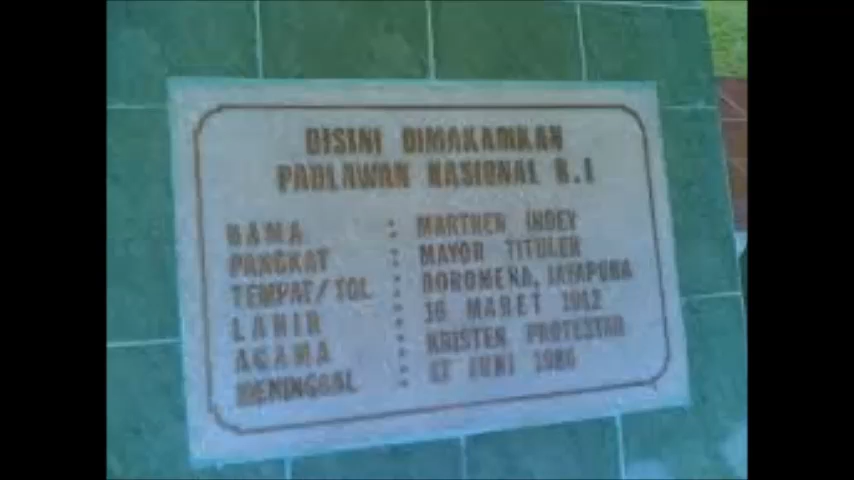 DISINI DIMAKAMKAN
PAHLAWAN NASIONAL R.I
NAMA : MARTHEN INDEY
PANGKAT : MAYOR TITULER
TEMPAT/TGL : DOROMENA, JAYAPURA
LAHIR : 16 MARET 1912
AGAMA : KRISTEN PROTESTAN
MENINGGAL : 17 JUNI 1986